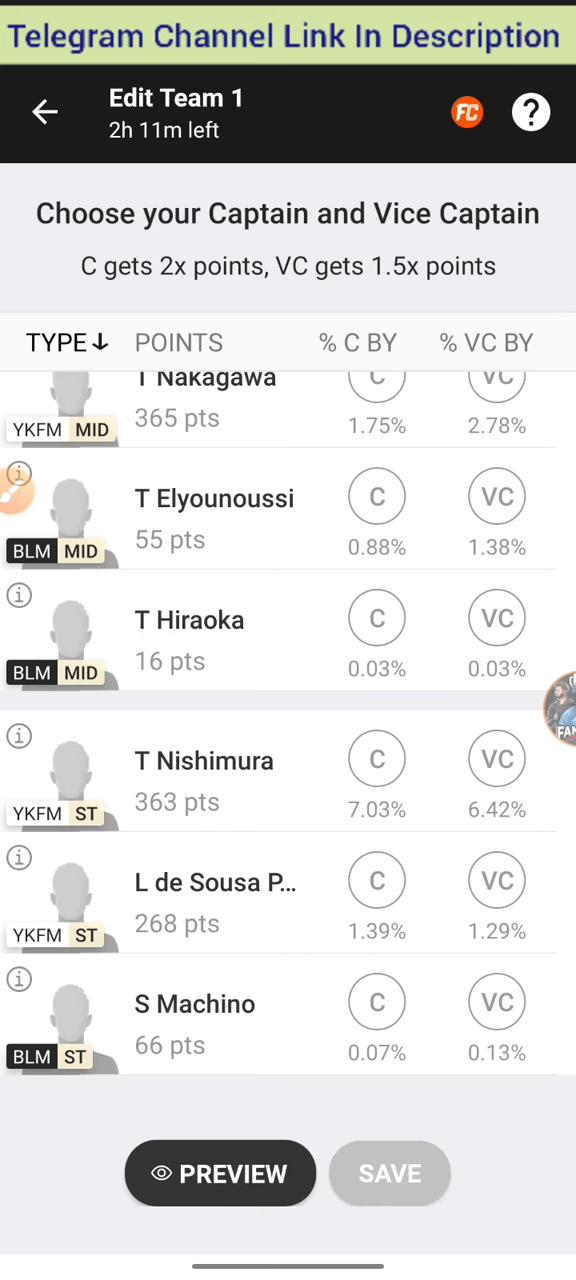 Telegram Channel Link In Description
Edit Team 1
2h 11m left
FC
?
Choose your Captain and Vice Captain
C gets 2x points, VC gets 1.5x points
TYPE↓ POINTS % C BY % VC BY
T Nakagawa C VC
365 pts
YKFM MID 1.75% 2.78%
i
T Elyounoussi C VC
55 pts
BLM MID 0.88% 1.38%
i
T Hiraoka C VC
16 pts
BLM MID 0.03% 0.03%
FAN
i
T Nishimura C VC
363 pts
YKFM ST 7.03% 6.42%
i
L de Sousa P... C VC
268 pts
YKFM ST 1.39% 1.29%
i
S Machino C VC
66 pts
BLM ST 0.07% 0.13%
PREVIEW SAVE